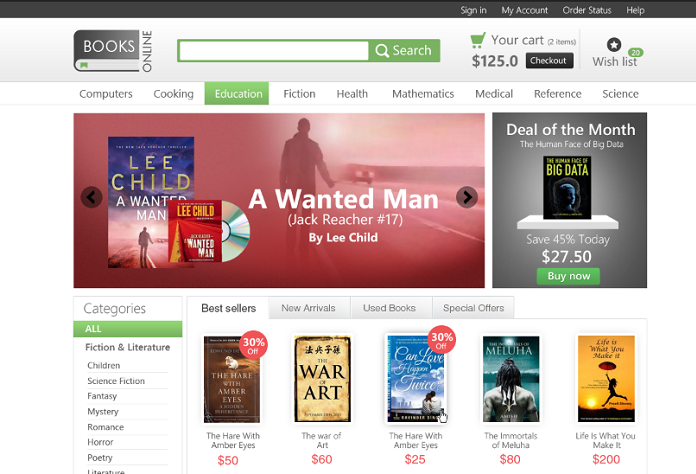 Sign in My Account Order Status Help
BOOKS
ONLINE
Search
Your cart (2 items)
$125.0 Checkout
20
Wish list
Computers Cooking Education Fiction Health Mathematics Medical Reference Science
LEE
CHILD
A WANTED
MAN
LEE CHILD
A WANTED
MAN
A Wanted Man
(Jack Reacher #17)
By Lee Child
Deal of the Month
The Human Face of Big Data
THE HUMAN FACE OF
BIG DATA
Save 45% Today
$27.50
Buy now
Categories
ALL
Fiction & Literature
Children
Science Fiction
Fantasy
Mystery
Romance
Horror
Poetry
Literature
Best sellers New Arrivals Used Books Special Offers
30%
Off
THE HARE
WITH
AMBER
EYES
The Hare With
Amber Eyes
$50
THE
WAR
OF
ART
The war of
Art
$60
30%
Off
Can Love
Happen
Twice
RAVINDER SINGH
The Hare With
Amber Eyes
$25
THE IMMORTALS OF
MELUHA
The Immortals
of Meluha
$80
Life is
What You
Make it
Life Is What You
Make It
$200